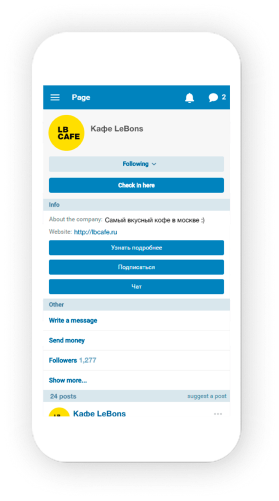 Page
2
LB
CAFE
Кафе LeBons
Following
Check in here
Info
About the company: Самый вкусный кофе в москве :)
Website: http://lbcafe.ru
Узнать подробнее
Подписаться
Чат
Other
Write a message
Send money
Followers 1,277
Show more...
24 posts suggest a post
LB
Кафе LeBons